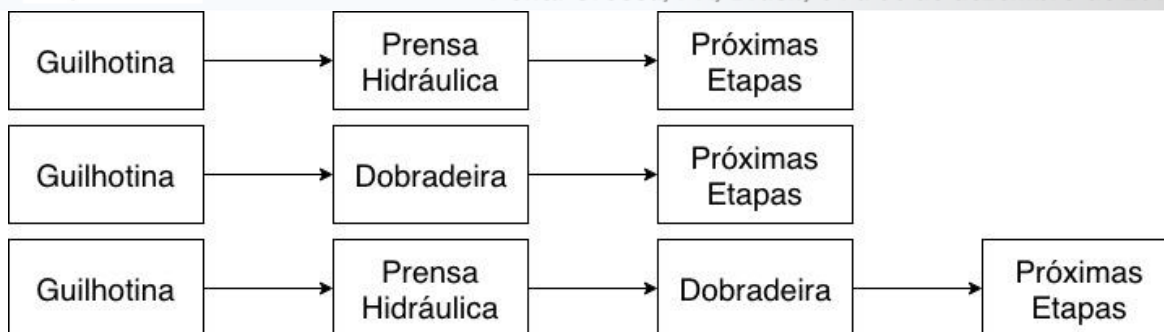 Guilhotina
Prensa
Hidráulica
Próximas
Etapas
Guilhotina
Dobradeira
Próximas
Etapas
Guilhotina
Prensa
Hidráulica
Dobradeira
Próximas
Etapas